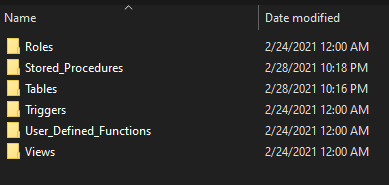 Name Date modified
Roles 2/24/2021 12:00 AM
Stored_Procedures 2/28/2021 10:18 PM
Tables 2/28/2021 10:16 PM
Triggers 2/24/2021 12:00 AM
User_Defined_Functions 2/24/2021 12:00 AM
Views 2/24/2021 12:00 AM